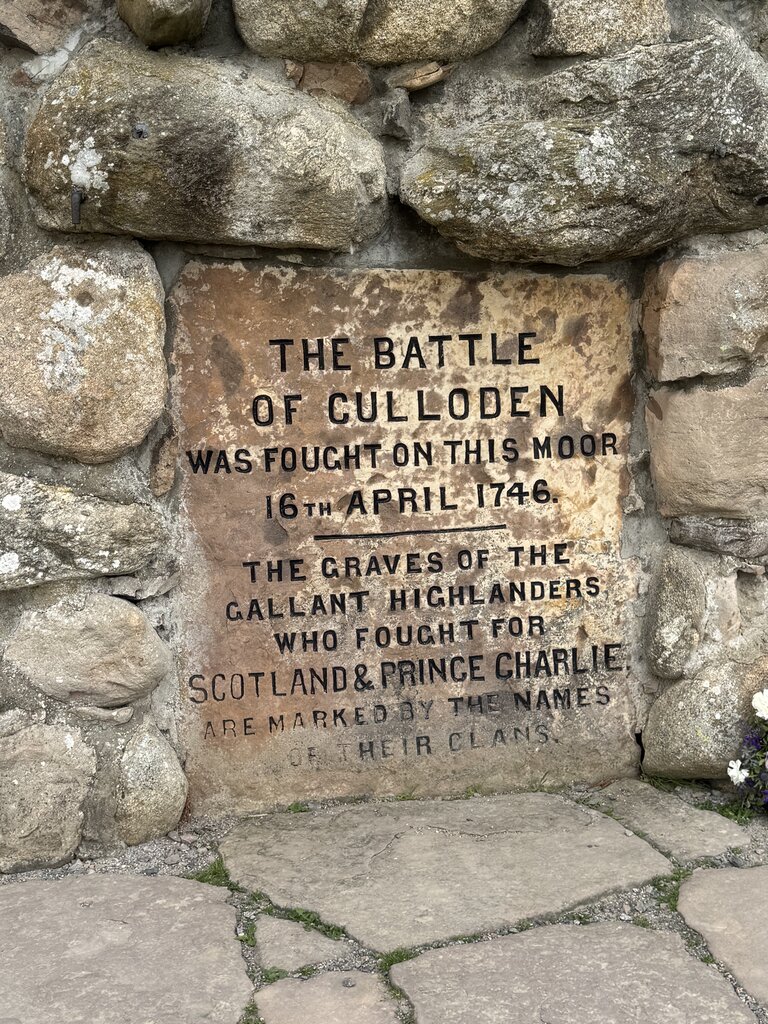 THE BATTLE
OF CULLODEN
WAS FOUGHT ON THIS MOOR
16TH APRIL 1746.
THE GRAVES OF THE
GALLANT HIGHLANDERS
WHO FOUGHT FOR
SCOTLAND & PRINCE CHARLIE.
ARE MARKED BY THE NAMES
OF THEIR CLANS.